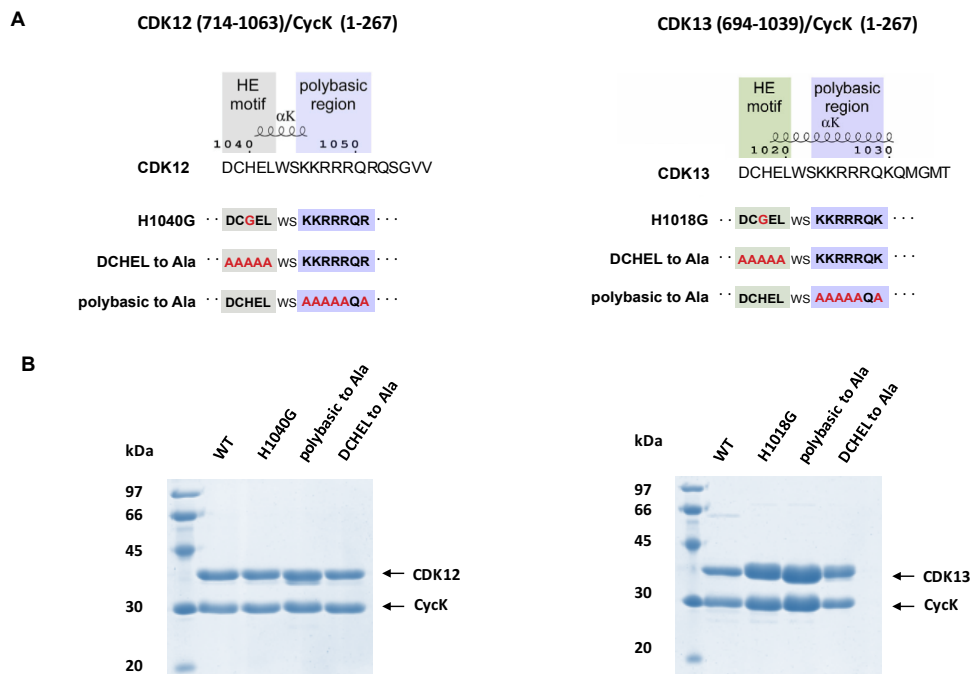 A
CDK12 (714-1063)/CycK (1-267)
HE motif
polybasic region
αK
1040
1050
CDK12 DCHELWSKKRRRQRQSGVV
H1040G ·· DCGEL WS KKRRRQR ···
DCHEL to Ala ·· AAAAA WS KKRRRQR ···
polybasic to Ala ·· DCHEL WS AAAAAQA ···
CDK13 (694-1039)/CycK (1-267)
HE motif
polybasic region
αK
1020
1030
CDK13 DCHELWSKKRRRQKQMGMT
H1018G ·· DCGEL WS KKRRRQK ···
DCHEL to Ala ·· AAAAA WS KKRRRQK ···
polybasic to Ala ·· DCHEL WS AAAAAQA ···
B
kDa
WT
H1040G
polybasic to Ala
DCHEL to Ala
97
66
45
30
20
CDK12
CycK
kDa
WT
H1018G
polybasic to Ala
DCHEL to Ala
97
66
45
30
20
CDK13
CycK